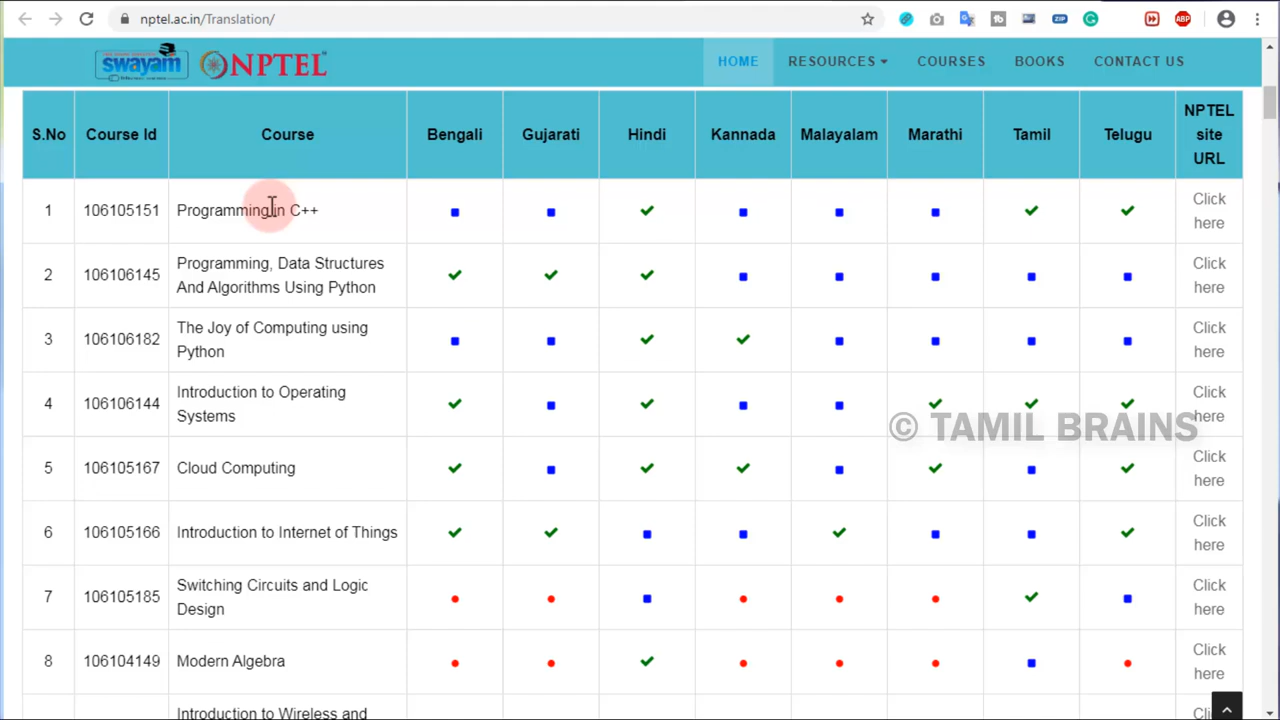 nptel.ac.in/Translation/
ZIP
ABP
swayam NPTEL HOME RESOURCES COURSES BOOKS CONTACT US
S.No Course Id Course Bengali Gujarati Hindi Kannada Malayalam Marathi Tamil Telugu NPTEL
site
URL
1 106105151 Programming in C++ ✓ ✓ ✓ Click
here
2 106106145 Programming, Data Structures
And Algorithms Using Python ✓ ✓ ✓ Click
here
3 106106182 The Joy of Computing using
Python ✓ ✓ Click
here
4 106106144 Introduction to Operating
Systems ✓ ✓ ✓ ✓ ✓ Click
here
© TAMIL BRAINS
5 106105167 Cloud Computing ✓ ✓ ✓ ✓ ✓ Click
here
6 106105166 Introduction to Internet of Things ✓ ✓ ✓ ✓ Click
here
7 106105185 Switching Circuits and Logic
Design ✓ Click
here
8 106104149 Modern Algebra ✓ Click
here
Introduction to Wireless and